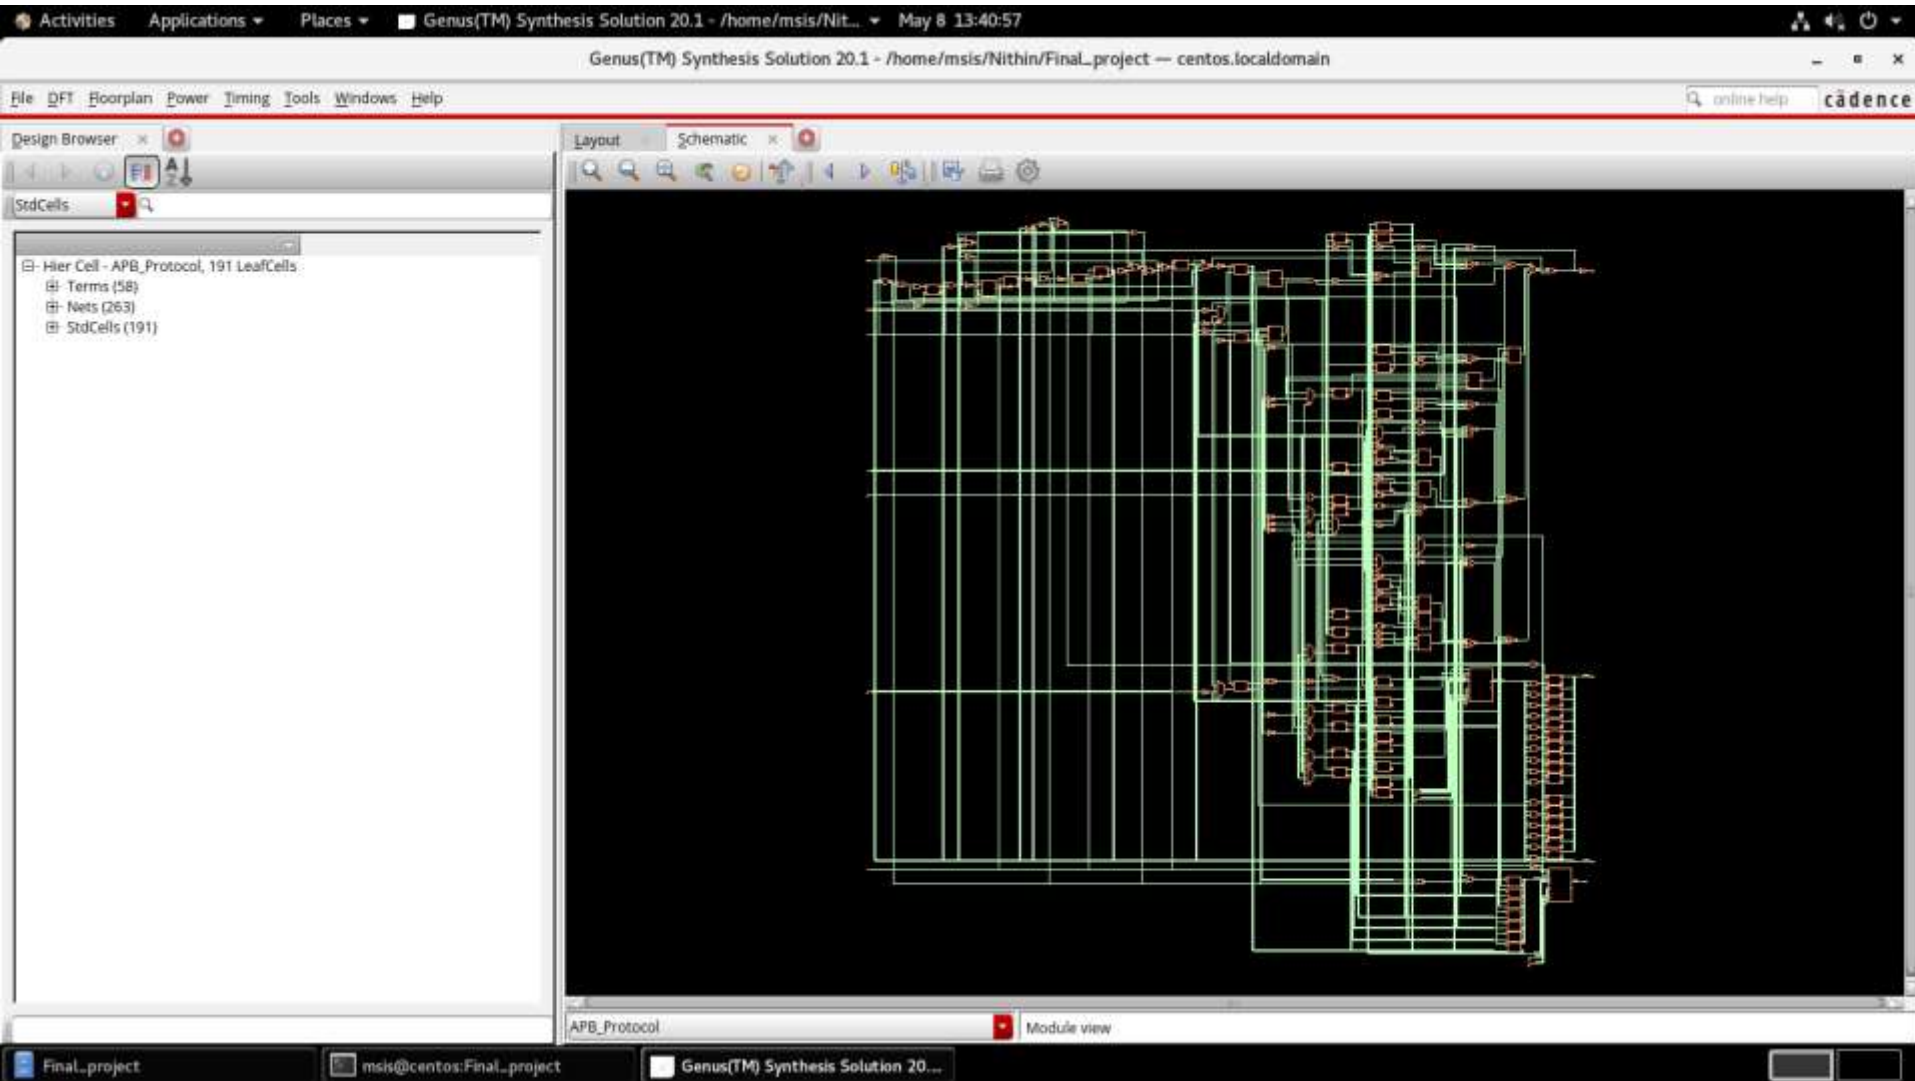 Activities Applications Places Genus(TM) Synthesis Solution 20.1 - /home/msis/Nit... May 8 13:40:57
Genus(TM) Synthesis Solution 20.1 - /home/msis/Nithin/Final_project — centos.localdomain
File DFT Floorplan Power Timing Tools Windows Help online help cādence
Design Browser Layout Schematic
StdCells
Hier Cell - APB_Protocol, 191 LeafCells
Terms (58)
Nets (263)
StdCells (191)
APB_Protocol Module view
Final_project msis@centos:Final_project Genus(TM) Synthesis Solution 20....